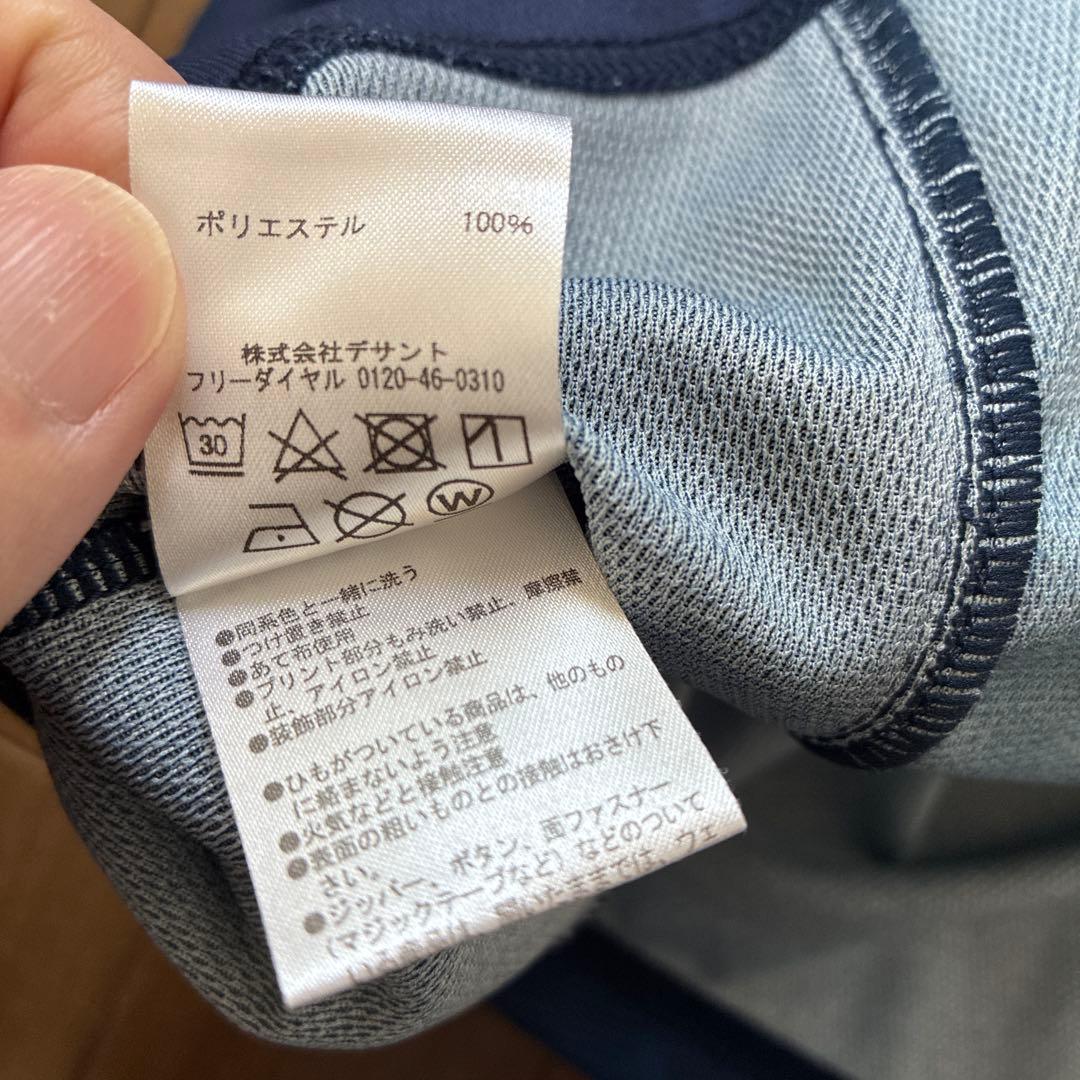 ポリエステル 100%
株式会社デサント
フリーダイヤル 0120-46-0310
30
W
●同系色と一緒に洗う
●つけ置き禁止
●あて布使用
●プリント部分もみ洗い禁止、摩擦禁
止、アイロン禁止
●装飾部分アイロン禁止
●ひもがついている商品は、他のもの
に絡まないよう注意
●火気などと接触注意
●表面の粗いものとの接触はおさけ下
さい。
●ジッパー、ボタン、面ファスナー
(マジックテープなど)などのついて